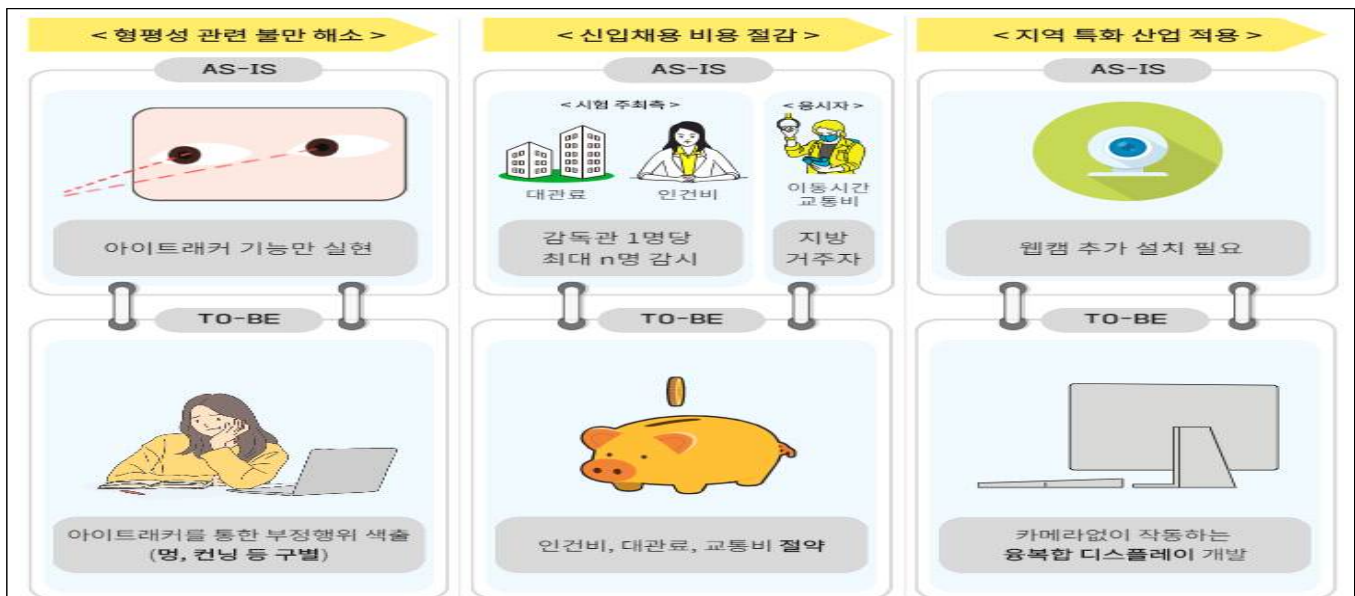 < 형평성 관련 불만 해소 >
AS-IS
아이트래커 기능만 실현
TO-BE
아이트래커를 통한 부정행위 색출
(멍, 컨닝 등 구별)
< 신입채용 비용 절감 >
AS-IS
< 시험 주최측 >
대관료
인건비
감독관 1명당
최대 n명 감시
< 응시자 >
이동시간
교통비
지방
거주자
TO-BE
인건비, 대관료, 교통비 절약
< 지역 특화 산업 적용 >
AS-IS
웹캠 추가 설치 필요
TO-BE
카메라없이 작동하는
융복합 디스플레이 개발